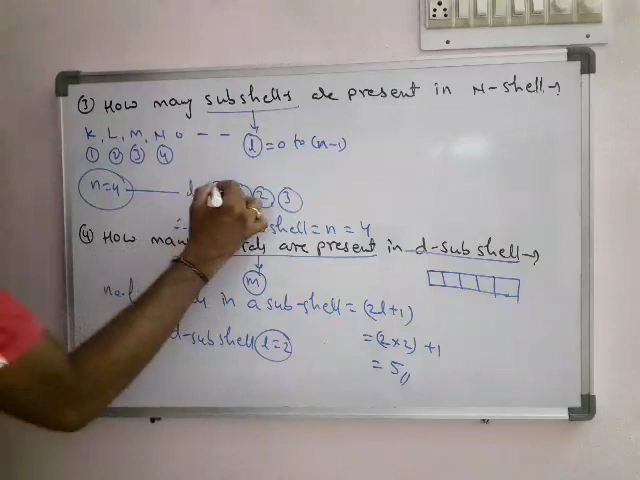 ③ How many subshells are present in N-shell→
K, L, M, N O - -
① ② ③ ④
l = 0 to (n-1)
n=4 — ② ③
∴ shell = n = 4
④ How many are present in d-subshell→
m
no. in a sub-shell = (2l+1)
d-subshell l=2
= (2×2) +1
= 5